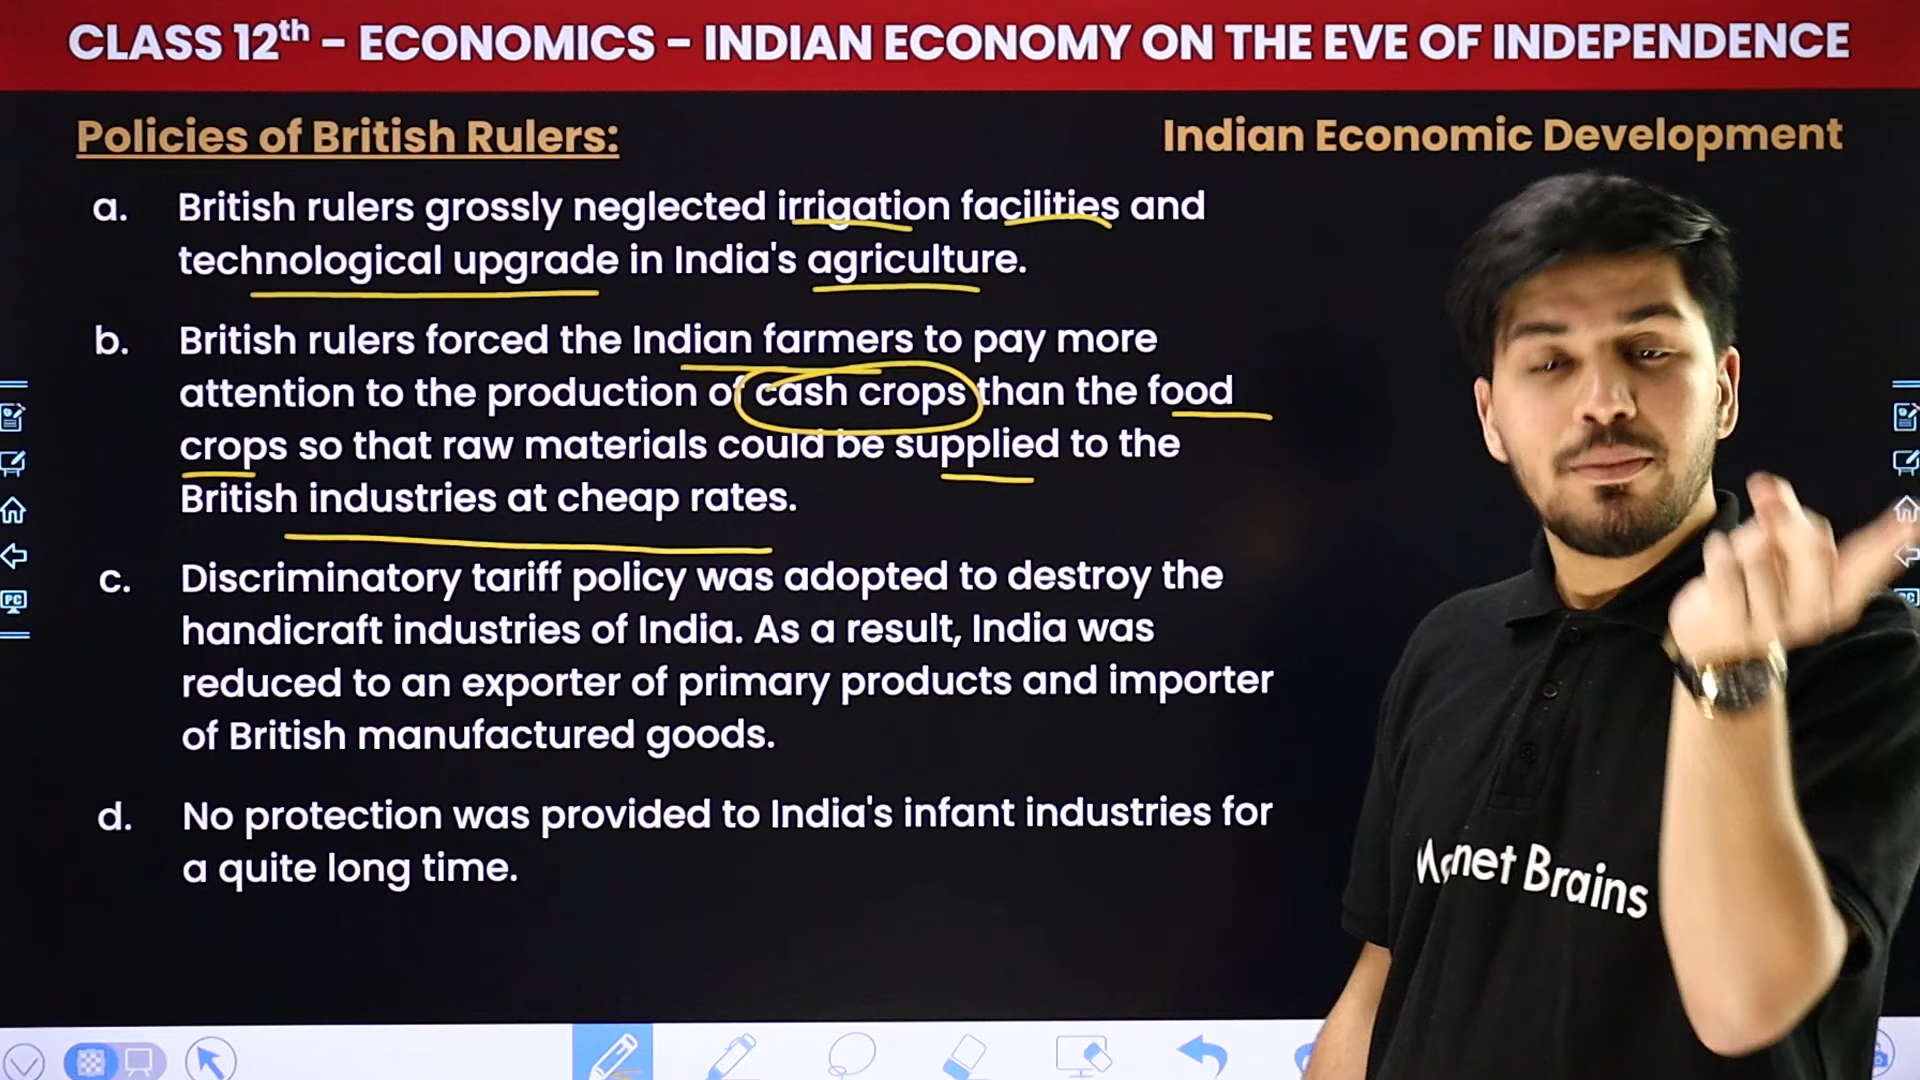 CLASS 12th - ECONOMICS - INDIAN ECONOMY ON THE EVE OF INDEPENDENCE
Policies of British Rulers:
Indian Economic Development
a. British rulers grossly neglected irrigation facilities and
technological upgrade in India's agriculture.
b. British rulers forced the Indian farmers to pay more
attention to the production of cash crops than the food
crops so that raw materials could be supplied to the
British industries at cheap rates.
c. Discriminatory tariff policy was adopted to destroy the
handicraft industries of India. As a result, India was
reduced to an exporter of primary products and importer
of British manufactured goods.
d. No protection was provided to India's infant industries for
a quite long time.
Magnet Brains
PC
PC